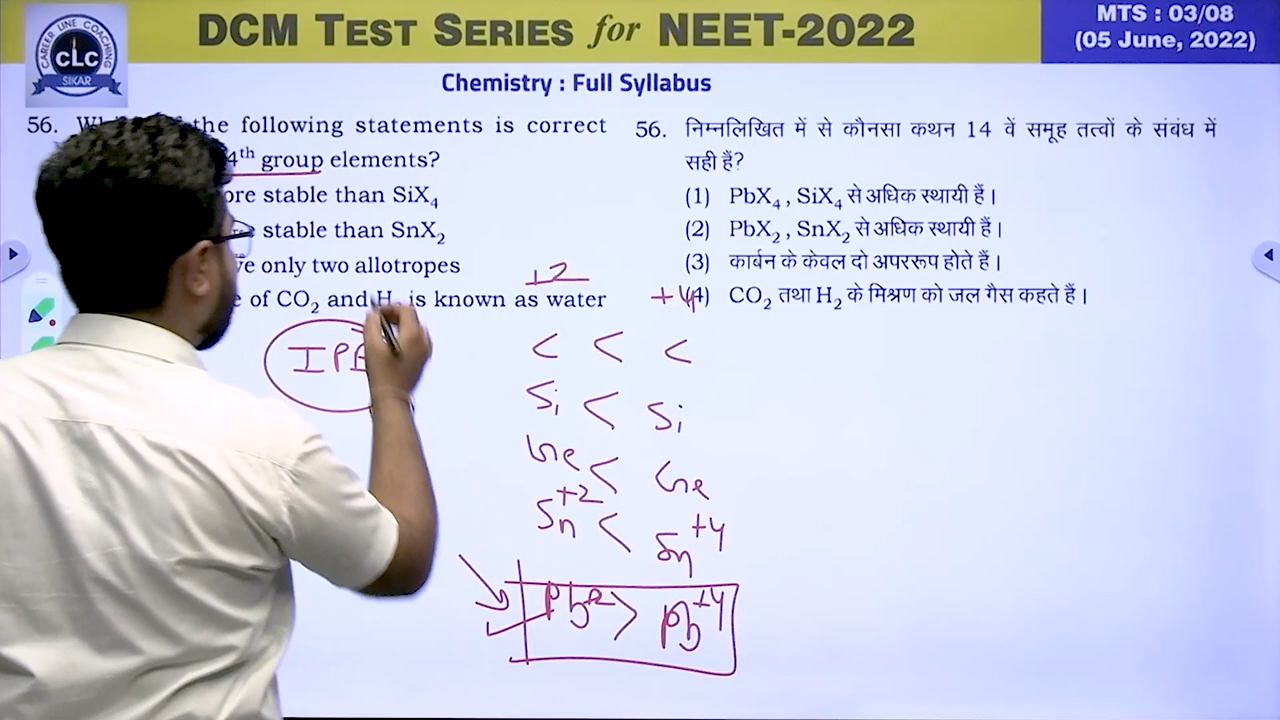 CAREER LINE COACHING
CLC
SIKAR
DCM TEST SERIES for NEET-2022
MTS : 03/08
(05 June, 2022)
Chemistry : Full Syllabus
56. the following statements is correct
4th group elements?
stable than SiX4
stable than SnX2
only two allotropes
of CO2 and H2 is known as water
56. निम्नलिखित में से कौनसा कथन 14 वें समूह तत्वों के संबंध में
सही हैं?
(1) PbX4 , SiX4 से अधिक स्थायी हैं।
(2) PbX2 , SnX2 से अधिक स्थायी हैं।
(3) कार्बन के केवल दो अपररूप होते हैं।
(4) CO2 तथा H2 के मिश्रण को जल गैस कहते हैं।
IPE
+2 +4
C < C
Si < Si
Ge < Ge
Sn+2 < Sn+4
Pb+2 > Pb+4